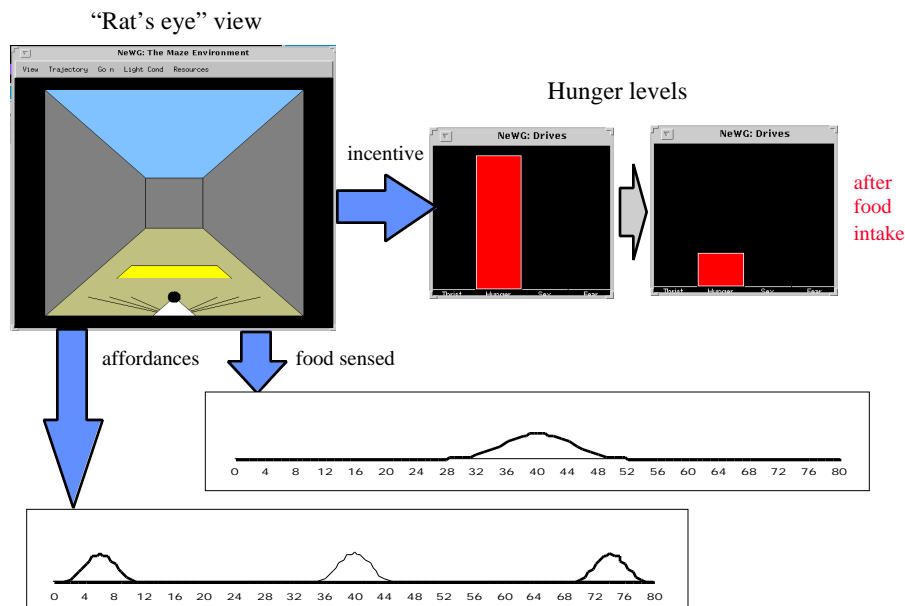 “Rat's eye” view
NeWG: The Maze Environment
View Trajectory Go n Light Cond Resources
Hunger levels
incentive
NeWG: Drives
Thrist Hunger Sex Fear
NeWG: Drives
Thrist Hunger Sex Fear
after
food
intake
affordances
food sensed
0 4 8 12 16 20 24 28 32 36 40 44 48 52 56 60 64 68 72 76 80
0 4 8 12 16 20 24 28 32 36 40 44 48 52 56 60 64 68 72 76 80